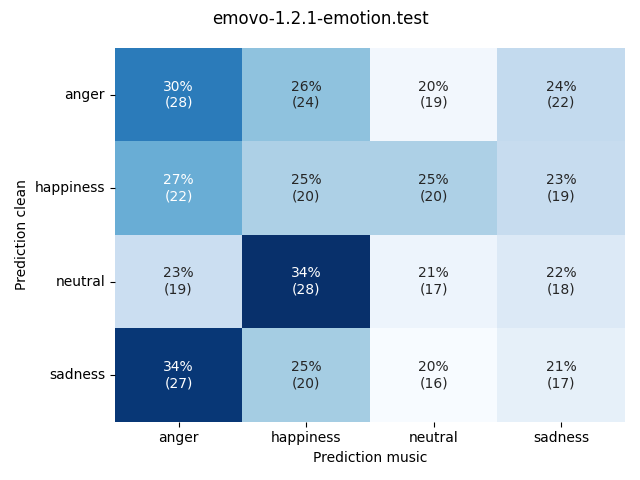 emovo-1.2.1-emotion.test
Prediction clean
anger
30% 26% 20% 24%
(28) (24) (19) (22)
happiness
27% 25% 25% 23%
(22) (20) (20) (19)
neutral
23% 34% 21% 22%
(19) (28) (17) (18)
sadness
34% 25% 20% 21%
(27) (20) (16) (17)
anger happiness neutral sadness
Prediction music